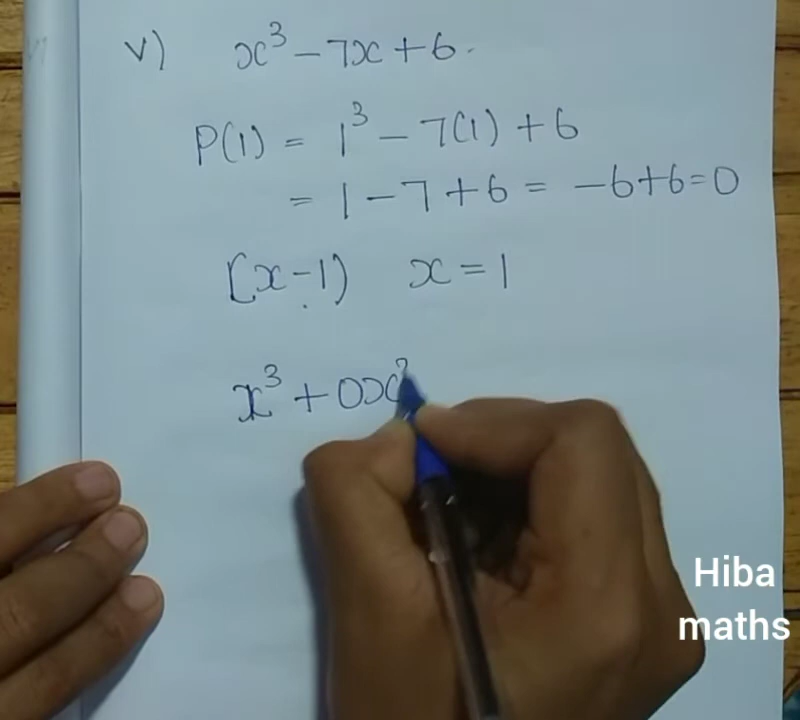 v) x³ - 7x + 6.
P(1) = 1³ - 7(1) + 6
= 1 - 7 + 6 = -6+6=0
(x-1) x = 1
x³ + 0x²
Hiba
maths